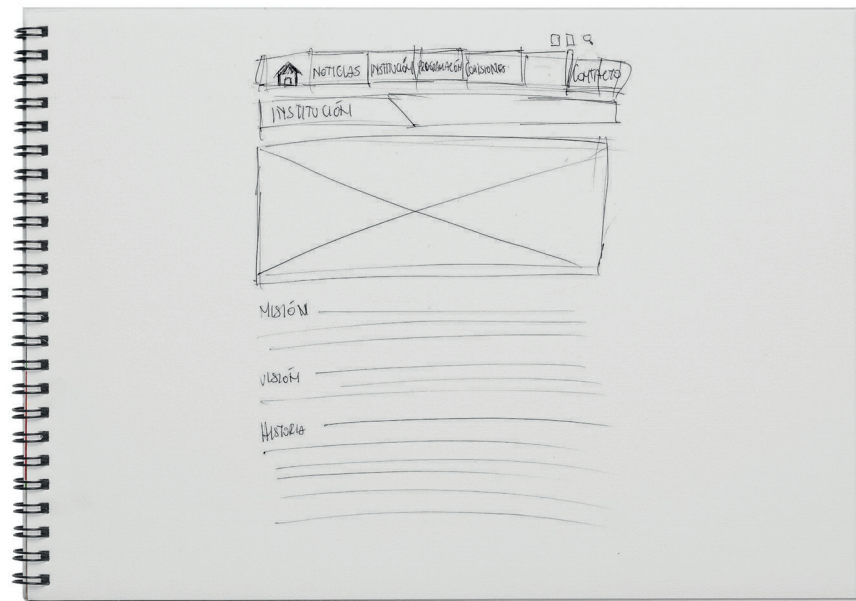 NOTICIAS INSTITUCIÓN PROGRAMACIÓN COMISIONES CONTACTO
INSTITUCIÓN
MISIÓN
VISIÓN
HISTORIA